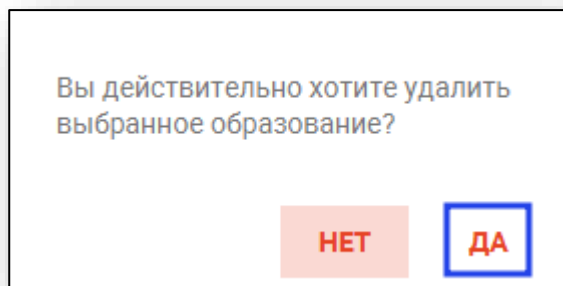 Вы действительно хотите удалить
выбранное образование?
НЕТ ДА